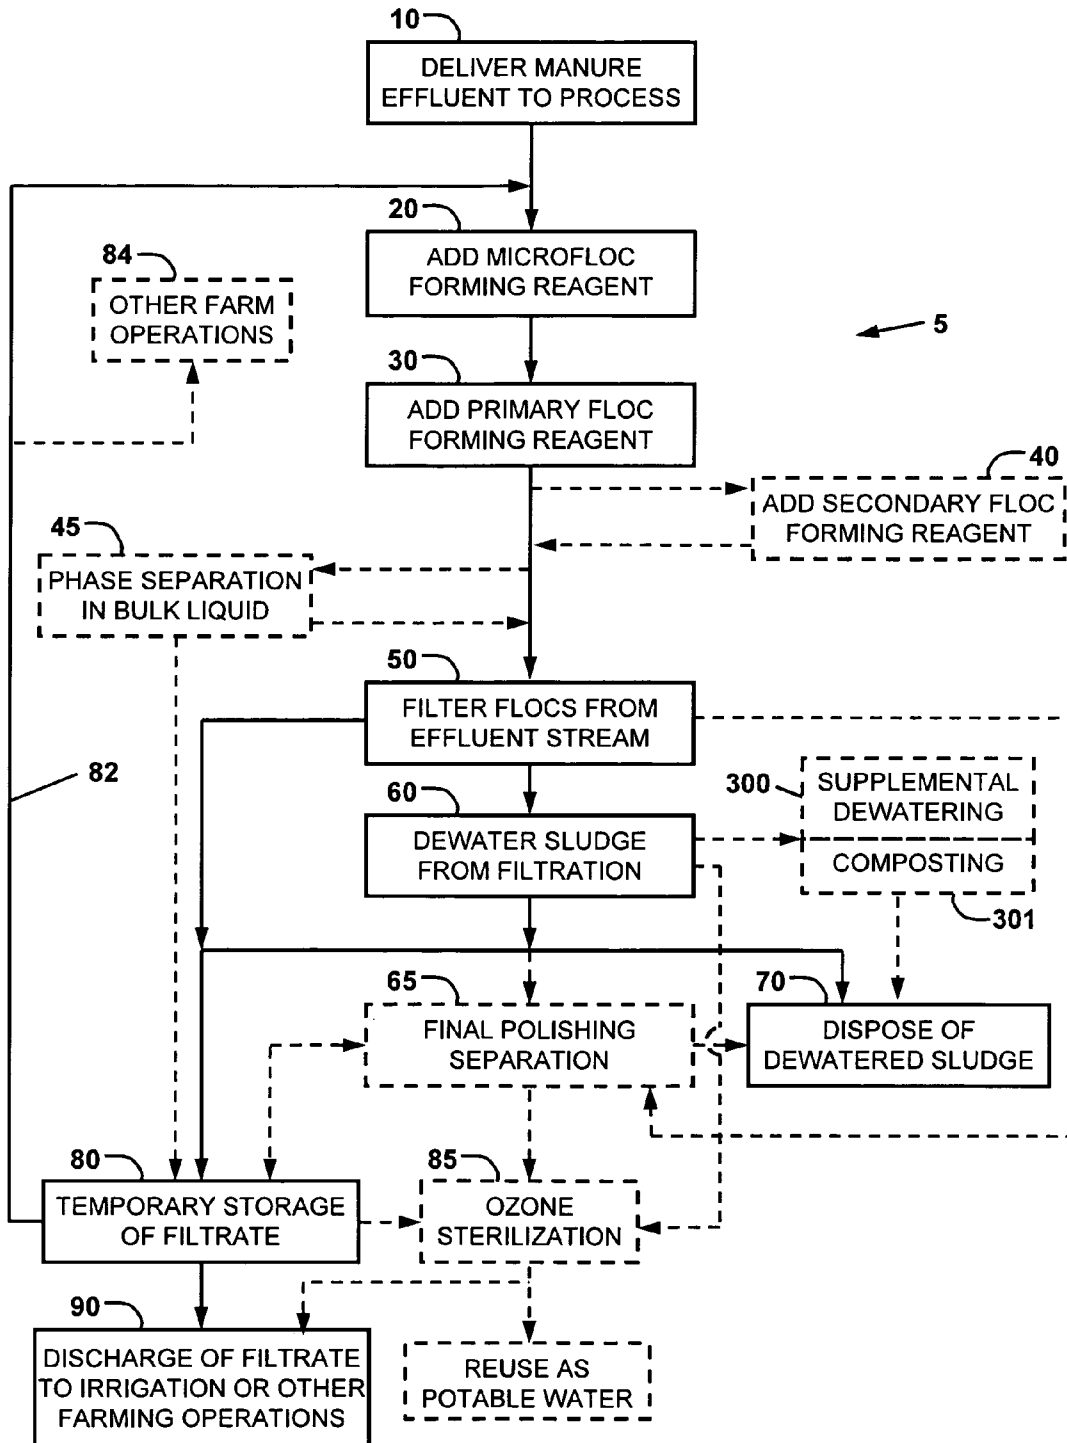 10
DELIVER MANURE
EFFLUENT TO PROCESS
20
ADD MICROFLOC
FORMING REAGENT
84
OTHER FARM
OPERATIONS
5
30
ADD PRIMARY FLOC
FORMING REAGENT
40
ADD SECONDARY FLOC
FORMING REAGENT
45
PHASE SEPARATION
IN BULK LIQUID
50
FILTER FLOCS FROM
EFFLUENT STREAM
82
60
DEWATER SLUDGE
FROM FILTRATION
300
SUPPLEMENTAL
DEWATERING
COMPOSTING
301
65
FINAL POLISHING
SEPARATION
70
DISPOSE OF
DEWATERED SLUDGE
80
TEMPORARY STORAGE
OF FILTRATE
85
OZONE
STERILIZATION
90
DISCHARGE OF FILTRATE
TO IRRIGATION OR OTHER
FARMING OPERATIONS
REUSE AS
POTABLE WATER